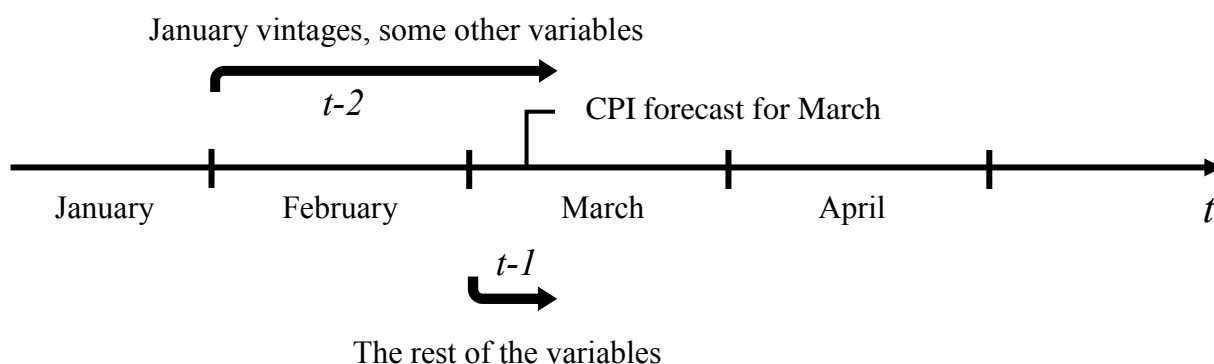 January vintages, some other variables
t-2
CPI forecast for March
January
February
March
April
t
t-1
The rest of the variables